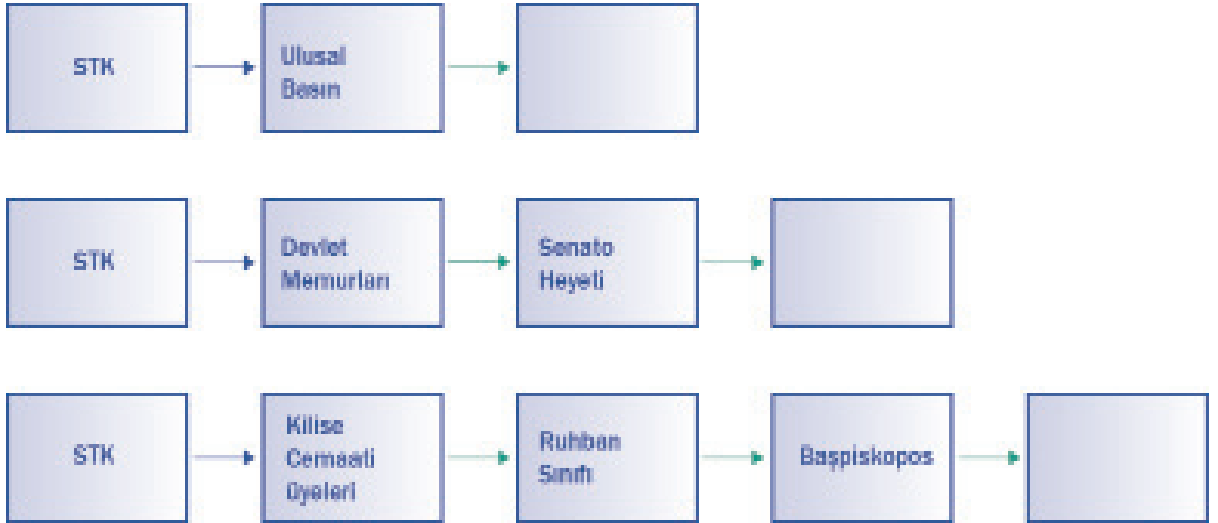 STK
Ulusal
Basın
STK
Devlet
Memurları
Senato
Heyeti
STK
Kilise
Cemaati
üyeleri
Ruhban
Sınıfı
Başpiskopos